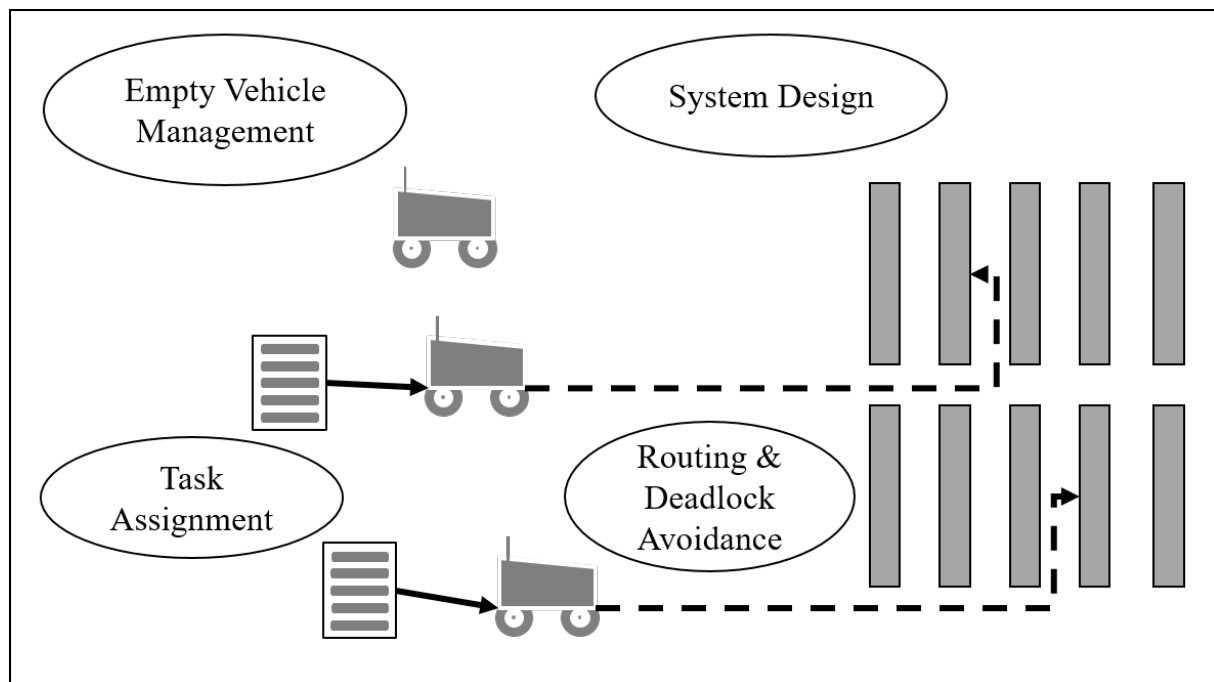 Empty Vehicle
Management
System Design
Task
Assignment
Routing &
Deadlock
Avoidance